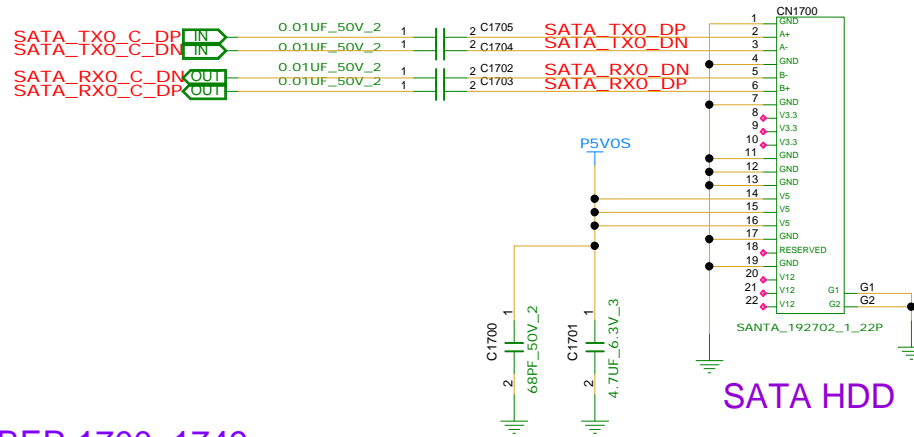 CN1700
SATA_TX0_C_DP IN 0.01UF_50V_2 1 2 C1705 SATA_TX0_DP
SATA_TX0_C_DN IN 0.01UF_50V_2 1 2 C1704 SATA_TX0_DN
SATA_RX0_C_DN OUT 0.01UF_50V_2 1 2 C1702 SATA_RX0_DN
SATA_RX0_C_DP OUT 0.01UF_50V_2 1 2 C1703 SATA_RX0_DP
1 GND
2 A+
3 A-
4 GND
5 B-
6 B+
7 GND
8 V3.3
9 V3.3
10 V3.3
11 GND
12 GND
13 GND
14 V5
15 V5
16 V5
17 GND
18 RESERVED
19 GND
20 V12
21 V12
22 V12
G1 G1
G2 G2
SANTA_192702_1_22P
P5V0S
1 C1700 2 68PF_50V_2
1 C1701 2 4.7UF_6.3V_3
SATA HDD